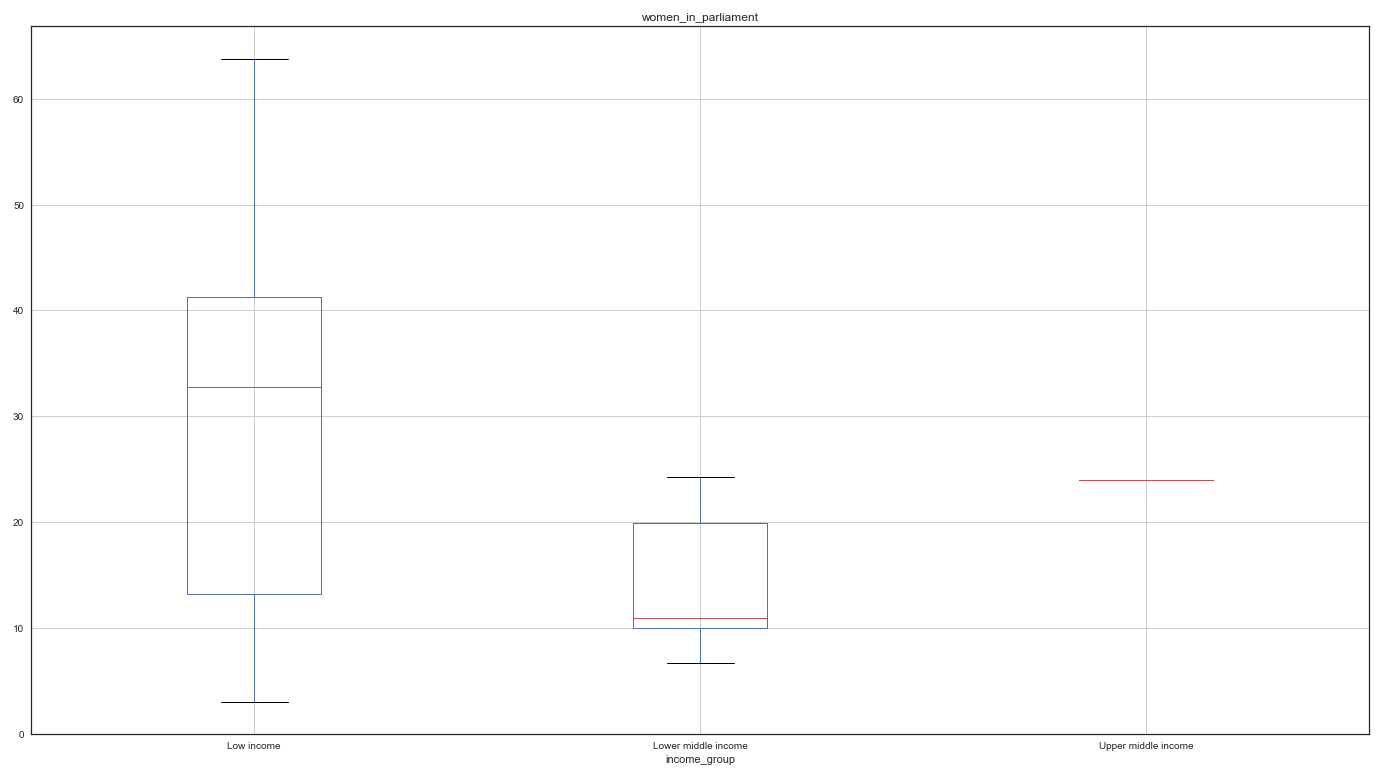 women_in_parliament
60
50
40
30
20
10
0
Low income
Lower middle income
Upper middle income
income_group